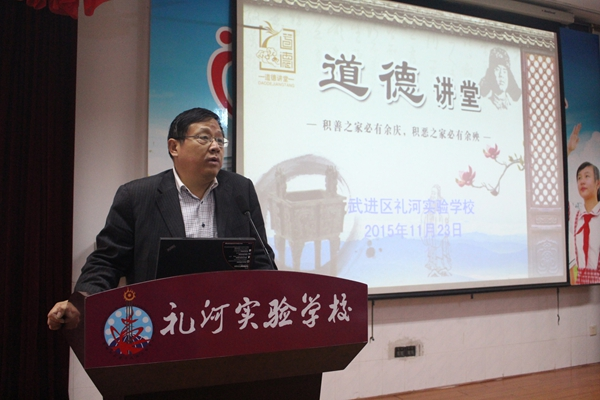 道德讲堂
— 积善之家必有余庆、积恶之家必有余殃 —
武进区礼河实验学校
2015年11月23日
礼河实验学校